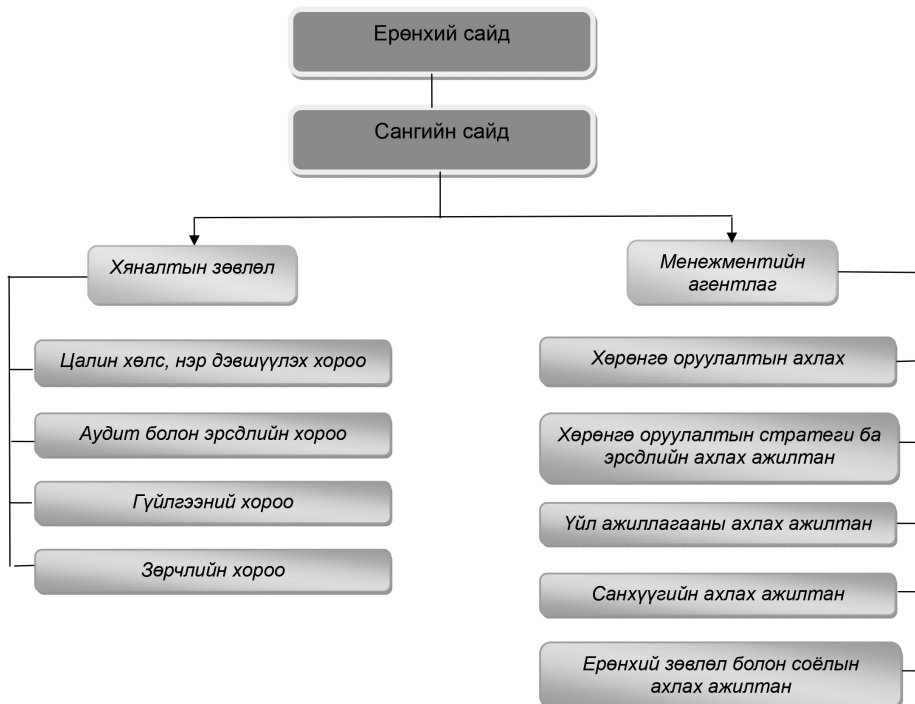 Ерөнхий сайд
Сангийн сайд
Хяналтын зөвлөл
Цалин хөлс, нэр дэвшүүлэх хороо
Аудит болон эрсдлийн хороо
Гүйлгээний хороо
Зөрчлийн хороо
Менежментийн
агентлаг
Хөрөнгө оруулалтын ахлах
Хөрөнгө оруулалтын стратеги ба
эрсдлийн ахлах ажилтан
Үйл ажиллагааны ахлах ажилтан
Санхүүгийн ахлах ажилтан
Ерөнхий зөвлөл болон соёлын
ахлах ажилтан